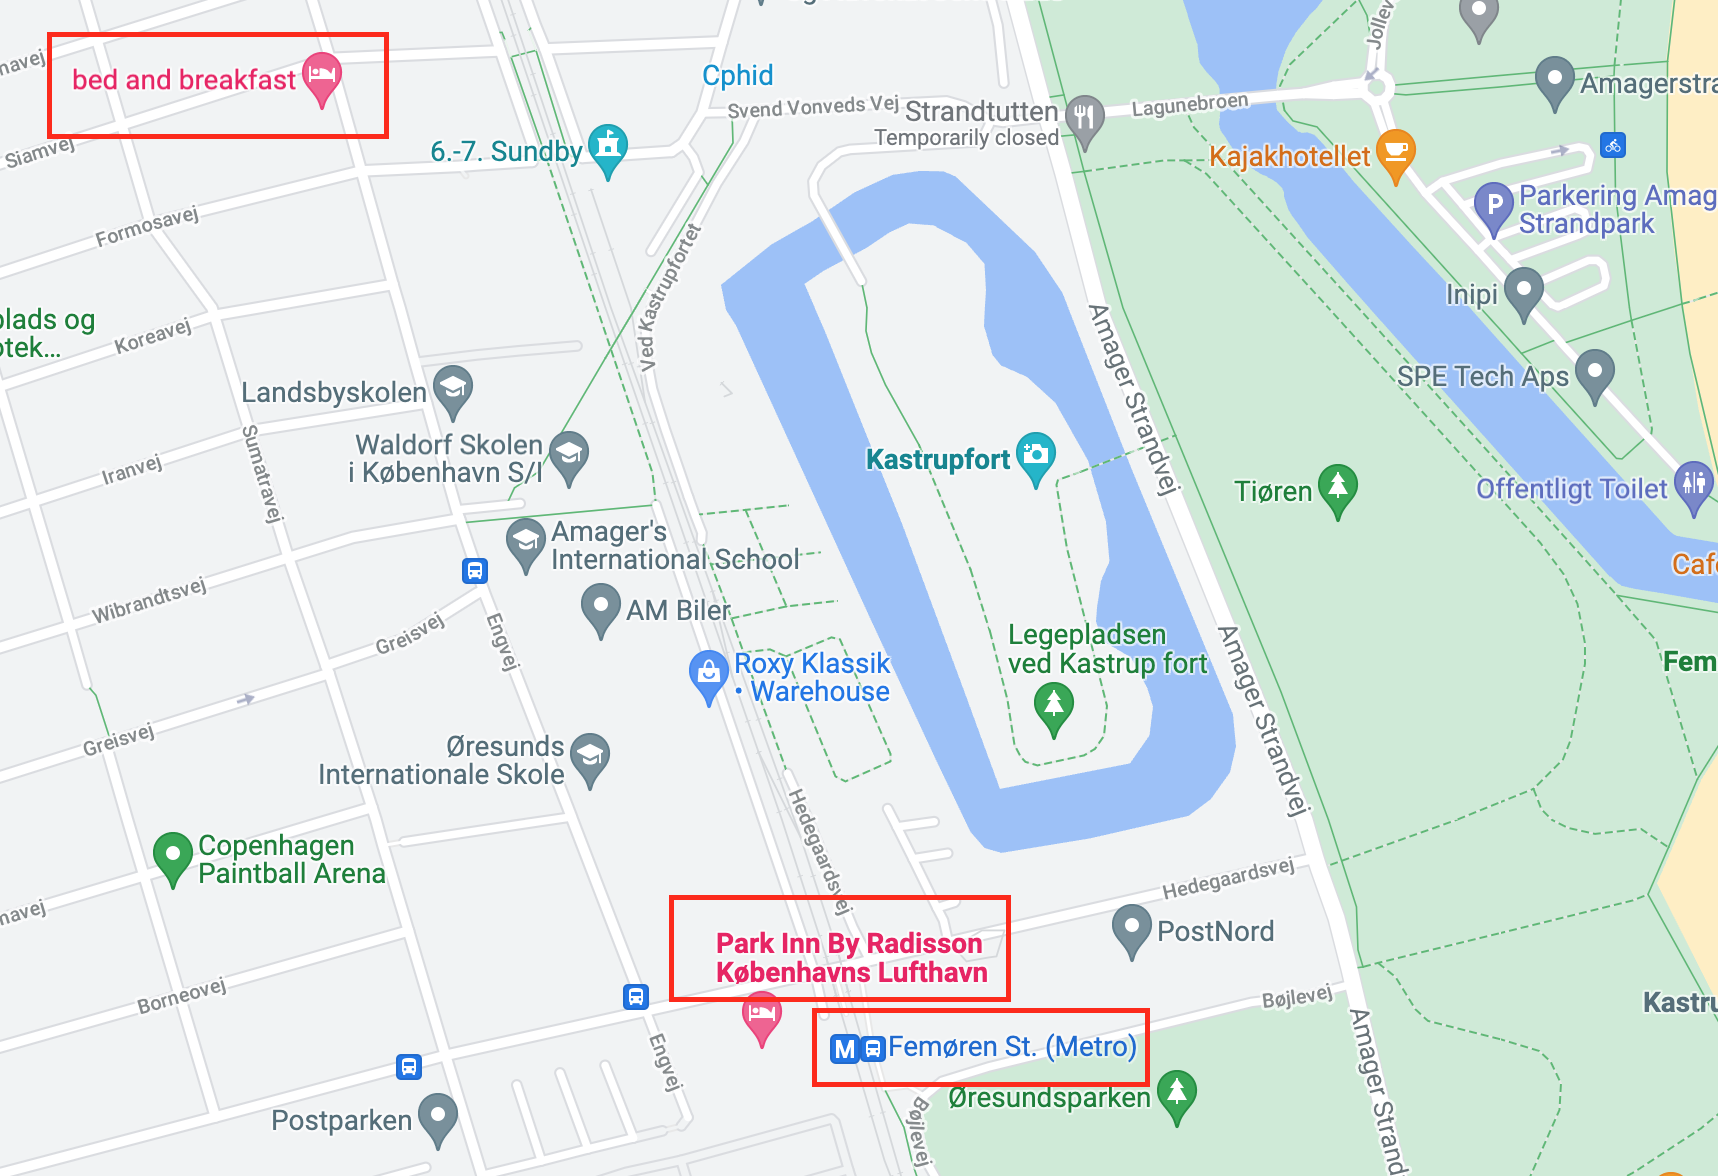 Jollev
navej
bed and breakfast
Cphid
Svend Vonveds Vej
Strandtutten
Temporarily closed
Lagunebroen
Amagerstra
Siamvej
6.-7. Sundby
Kajakhotellet
P
Parkering Amag
Strandpark
Formosavej
Ved Kastrupfortet
Inipi
plads og
otek...
Koreavej
Amager Strandvej
Landsbyskolen
SPE Tech Aps
Waldorf Skolen
i København S/I
Iranvej
Sumatravej
Kastrupfort
Tiøren
Offentligt Toilet
Amager's
International School
Cafe
Wibrandtsvej
AM Biler
Greisvej
Engvej
Legepladsen
ved Kastrup fort
Amager Strandvej
Roxy Klassik
• Warehouse
Fem
Greisvej
Øresunds
Internationale Skole
Hedegaardsvej
Copenhagen
Paintball Arena
Hedegaardsvej
navej
PostNord
Park Inn By Radisson
Københavns Lufthavn
Borneovej
Bøjlevej
Kastru
M
Femøren St. (Metro)
Engvej
Amager Strand
Øresundsparken
Postparken
Bøjlevej